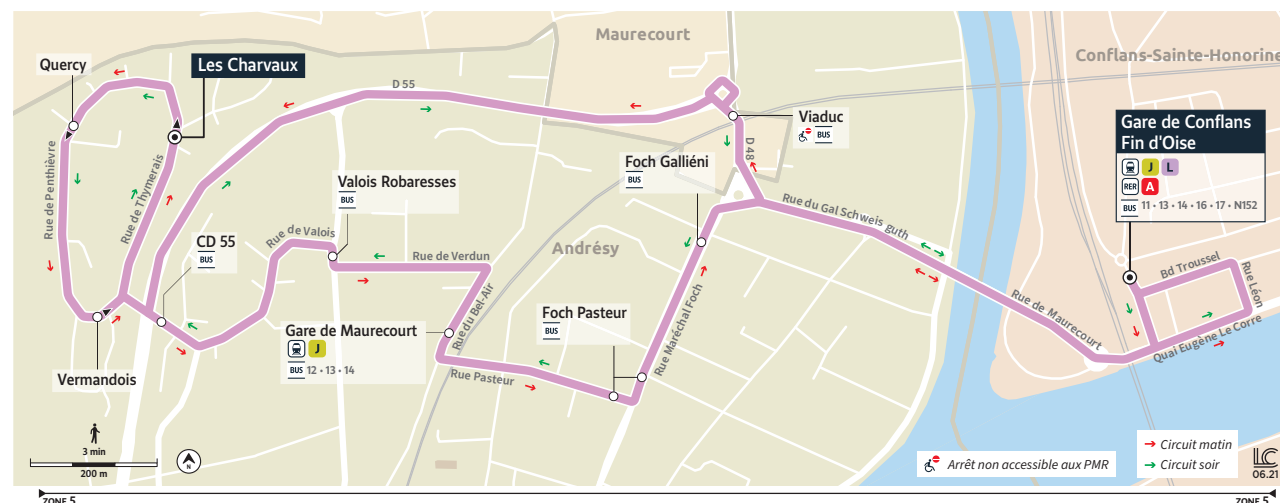 Maurecourt
Conflans-Sainte-Honorine
Quercy
Les Charvaux
D 55
Viaduc
BUS
D 48
Gare de Conflans
Fin d'Oise
J L
RER A
BUS 11 • 13 • 14 • 16 • 17 • N152
Foch Galliéni
BUS
Valois Robaresses
BUS
Rue de Penthièvre
Rue de Thymerais
CD 55
BUS
Rue de Valois
Rue de Verdun
Andrésy
Rue du Gal Schweis guth
Bd Troussel
Rue Léon
Rue de Maurecourt
Quai Eugène Le Corre
Gare de Maurecourt
J
BUS 12 • 13 • 14
Rue du Bel-Air
Foch Pasteur
BUS
Rue Maréchal Foch
Rue Pasteur
Vermandois
3 min
200 m
N
Arrêt non accessible aux PMR
Circuit matin
Circuit soir
LC
06.21
ZONE 5
ZONE 5